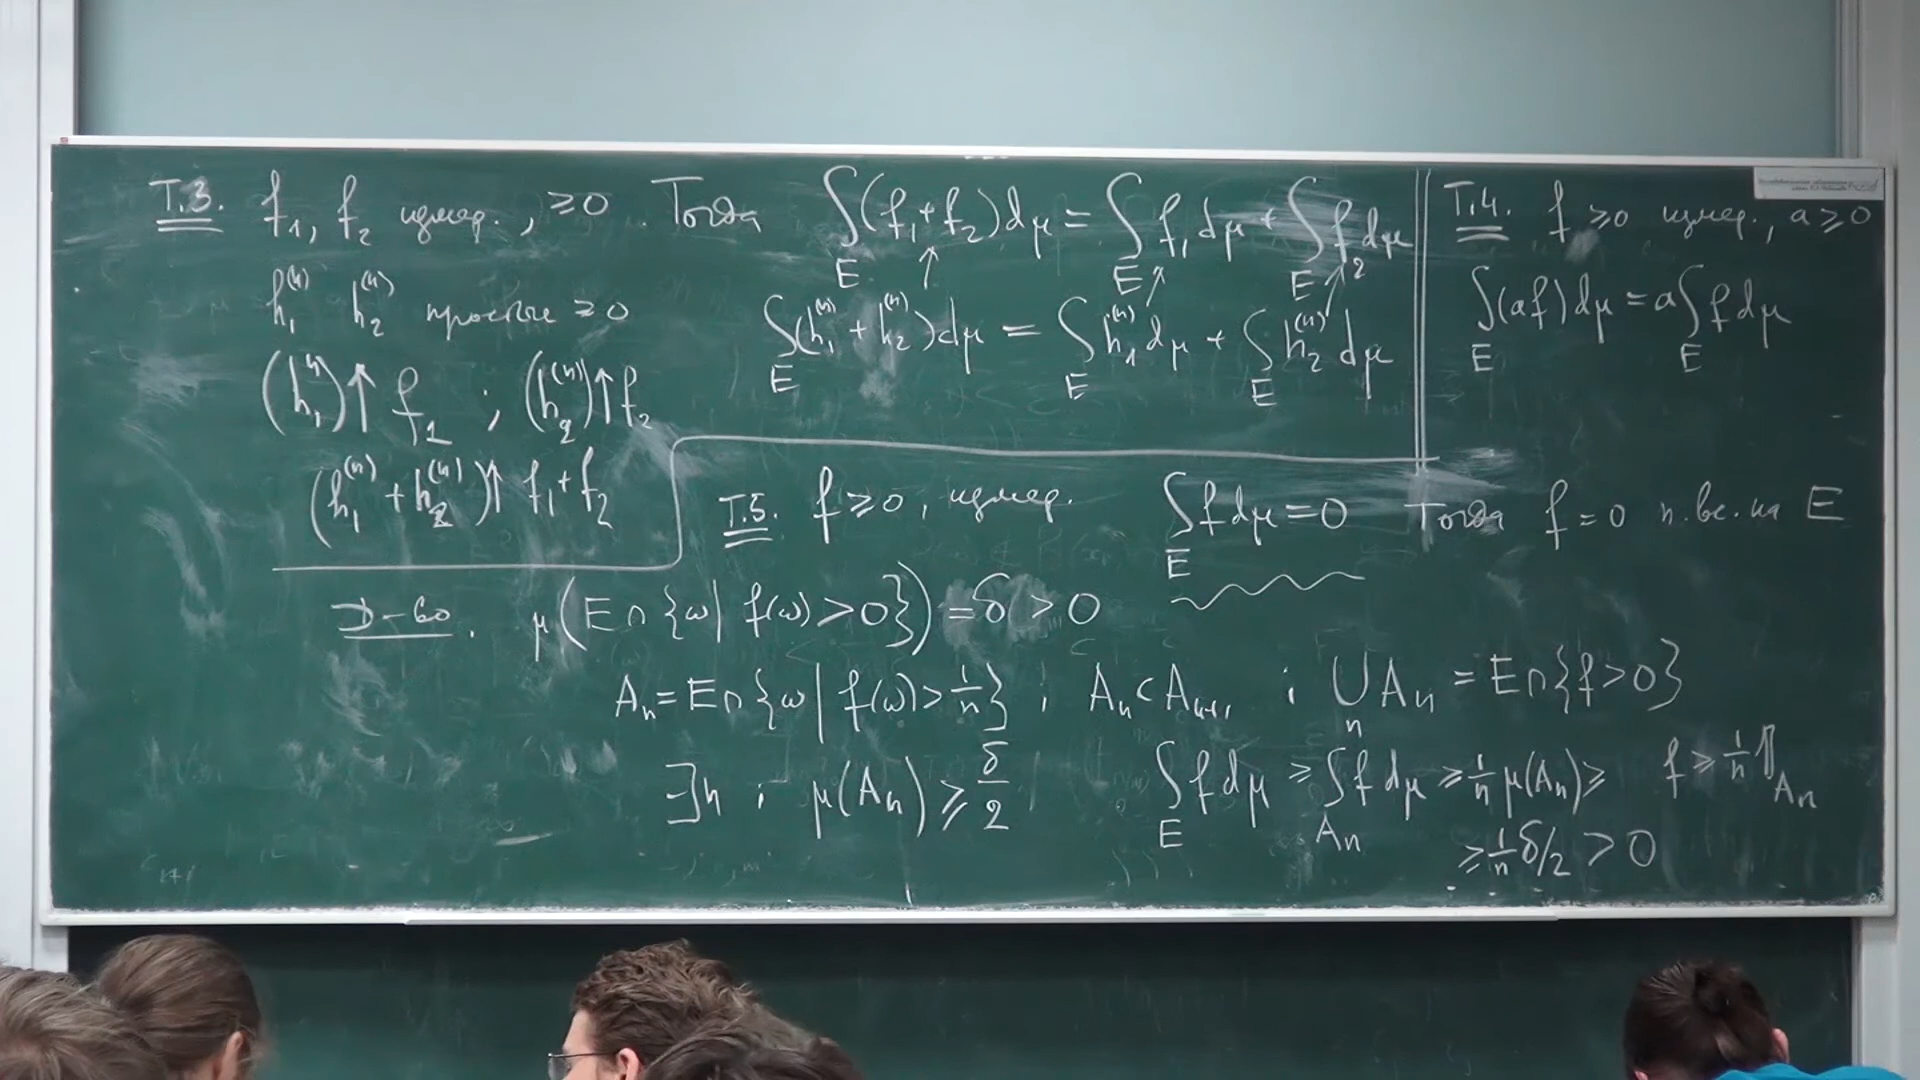 Т.3. f₁, f₂ измер., ≥0. Тогда ∫_E (f₁+f₂)dμ = ∫_E f₁dμ + ∫_E f₂dμ
h₁⁽ⁿ⁾ h₂⁽ⁿ⁾ простые ≥ 0
∫_E (h₁⁽ⁿ⁾ + h₂⁽ⁿ⁾)dμ = ∫_E h₁⁽ⁿ⁾dμ + ∫_E h₂⁽ⁿ⁾dμ
(h₁ⁿ)↑ f₁ ; (h₂⁽ⁿ⁾)↑ f₂
(h₁⁽ⁿ⁾ + h₂⁽ⁿ⁾)↑ f₁+f₂
Т.4. f ≥ 0 измер., a ≥ 0
∫_E (af)dμ = a∫_E f dμ
Т.5. f ≥ 0, измер. ∫_E f dμ = 0 Тогда f = 0 п.вс. на E
Д-во. μ(E∩{ω| f(ω) > 0}) = δ > 0
Aₙ = E∩{ω| f(ω) > 1/n} ; Aₙ ⊂ Aₙ₊₁ ; ⋃ₙ Aₙ = E∩{f>0}
∃n : μ(Aₙ) ≥ δ/2 ∫_E f dμ ≥ ∫_Aₙ f dμ ≥ 1/n μ(Aₙ) ≥ f ≥ 1/n 𝟙_Aₙ
≥ 1/n δ/2 > 0